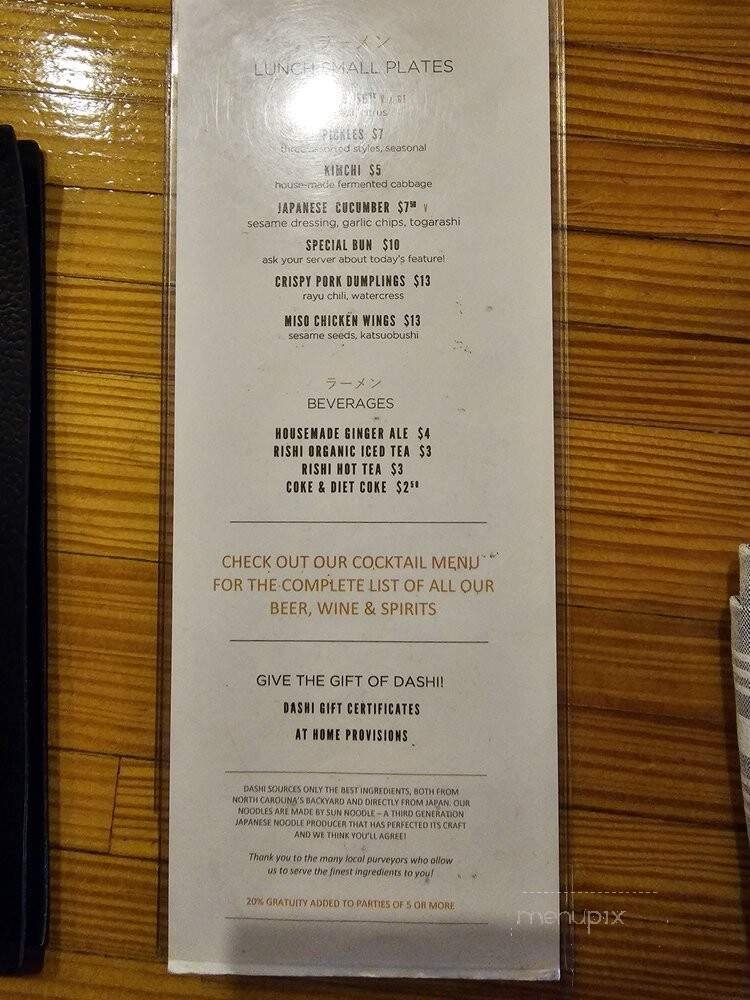 ラーメン
LUNCH SMALL PLATES
PICKLES $7
three assorted styles, seasonal
KIMCHI $5
house-made fermented cabbage
JAPANESE CUCUMBER $7⁵⁰ V
sesame dressing, garlic chips, togarashi
SPECIAL BUN $10
ask your server about today's feature!
CRISPY PORK DUMPLINGS $13
rayu chili, watercress
MISO CHICKEN WINGS $13
sesame seeds, katsuobushi
ラーメン
BEVERAGES
HOUSEMADE GINGER ALE $4
RISHI ORGANIC ICED TEA $3
RISHI HOT TEA $3
COKE & DIET COKE $2⁵⁰
CHECK OUT OUR COCKTAIL MENU
FOR THE COMPLETE LIST OF ALL OUR
BEER, WINE & SPIRITS
GIVE THE GIFT OF DASHI!
DASHI GIFT CERTIFICATES
AT HOME PROVISIONS
DASHI SOURCES ONLY THE BEST INGREDIENTS, BOTH FROM
NORTH CAROLINA'S BACKYARD AND DIRECTLY FROM JAPAN. OUR
NOODLES ARE MADE BY SUN NOODLE – A THIRD GENERATION
JAPANESE NOODLE PRODUCER THAT HAS PERFECTED ITS CRAFT
AND WE THINK YOU'LL AGREE!
Thank you to the many local purveyors who allow
us to serve the finest ingredients to you!
20% GRATUITY ADDED TO PARTIES OF 5 OR MORE
menupix